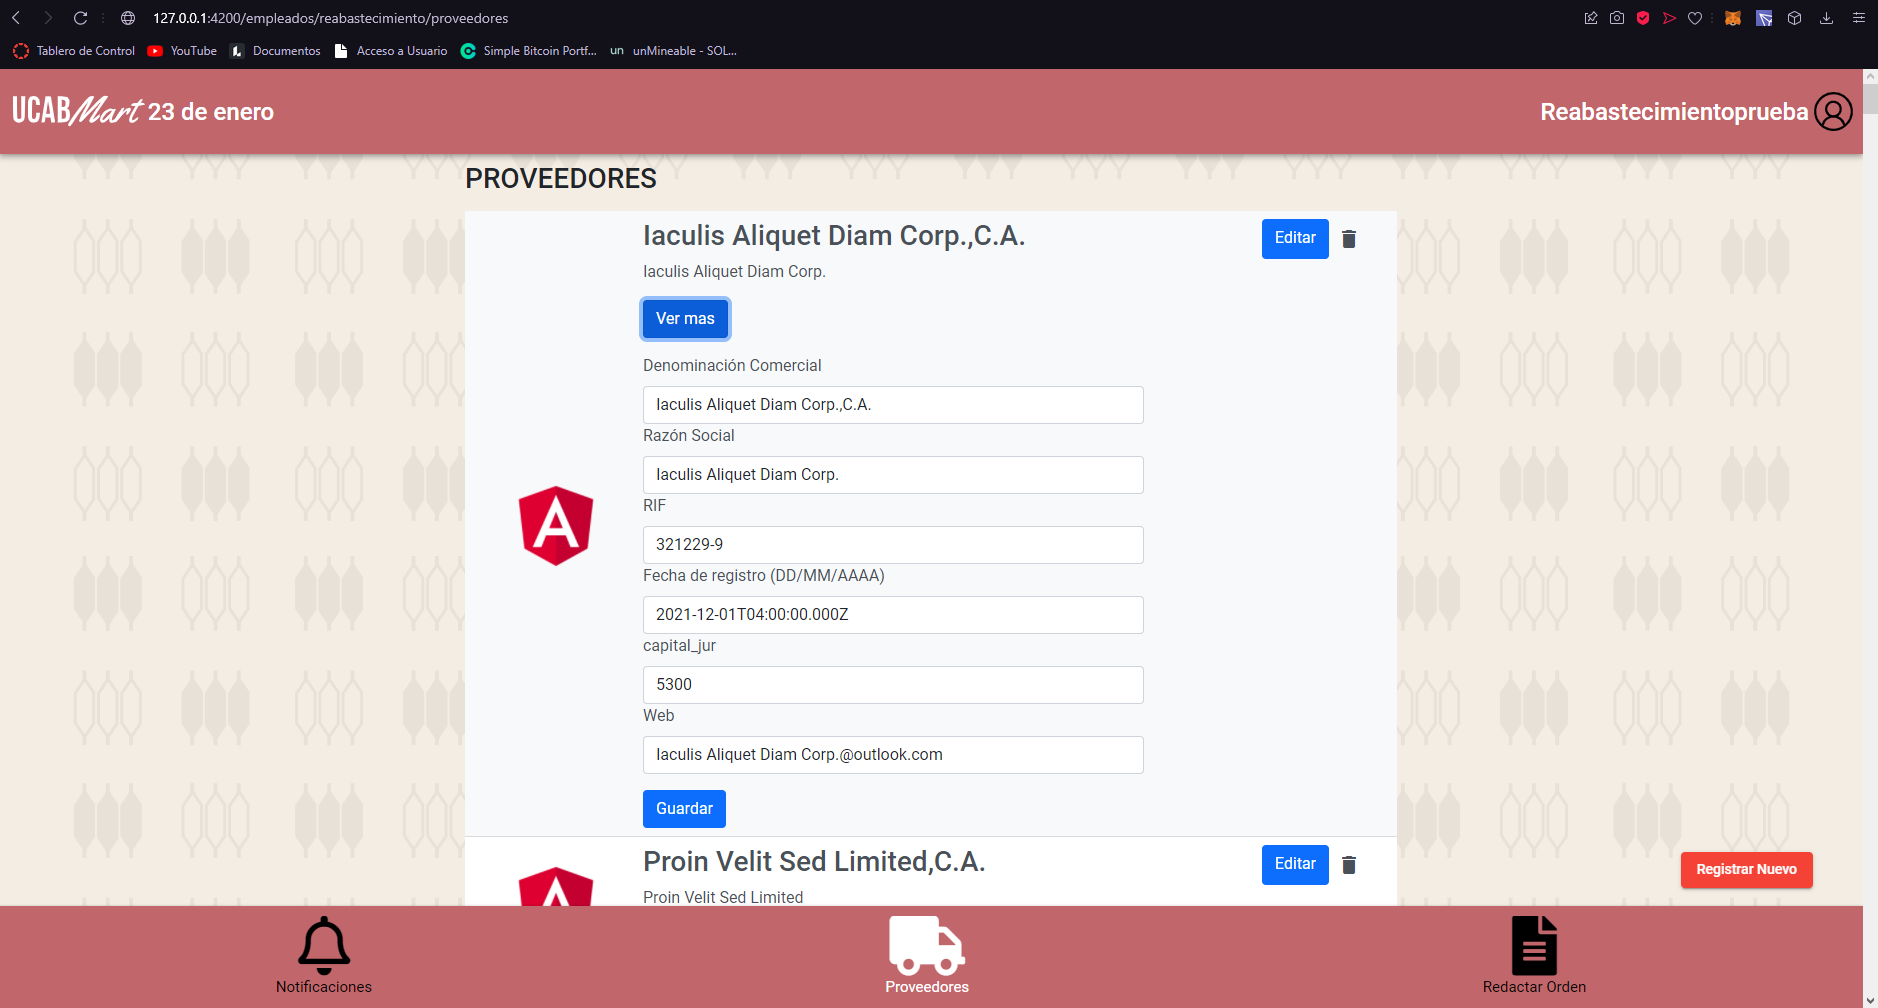 127.0.0.1:4200/empleados/reabastecimiento/proveedores
Tablero de Control YouTube Documentos Acceso a Usuario Simple Bitcoin Portf... unMineable - SOL...
UCABMart 23 de enero Reabastecimientoprueba
PROVEEDORES
Iaculis Aliquet Diam Corp.,C.A. Editar
Iaculis Aliquet Diam Corp.
Ver mas
Denominación Comercial
Iaculis Aliquet Diam Corp.,C.A.
Razón Social
Iaculis Aliquet Diam Corp.
RIF
321229-9
Fecha de registro (DD/MM/AAAA)
2021-12-01T04:00:00.000Z
capital_jur
5300
Web
Iaculis Aliquet Diam Corp.@outlook.com
Guardar
Proin Velit Sed Limited,C.A. Editar
Proin Velit Sed Limited
Registrar Nuevo
Notificaciones Proveedores Redactar Orden